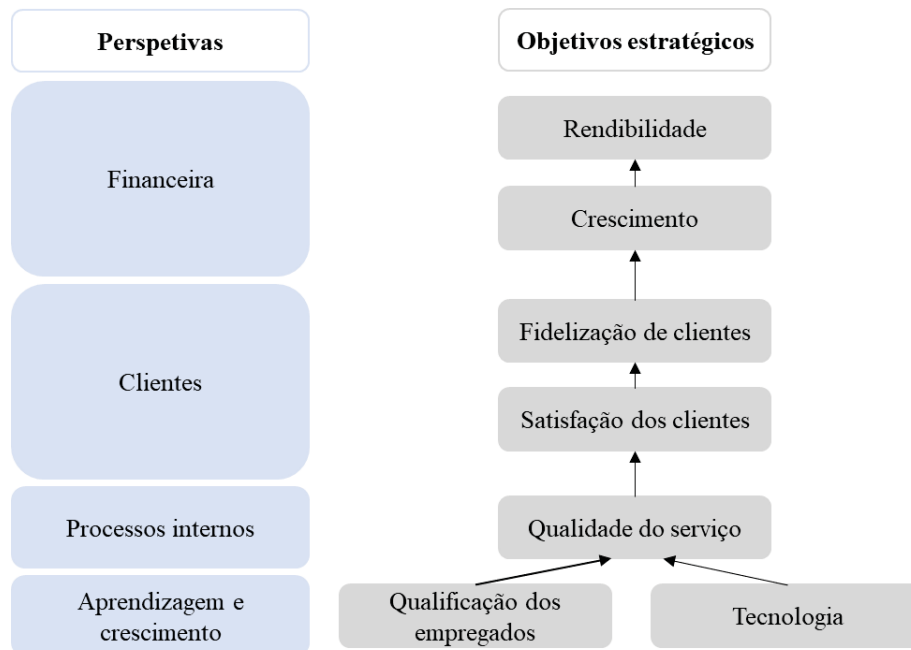 Perspetivas
Objetivos estratégicos
Financeira
Rendibilidade
Crescimento
Clientes
Fidelização de clientes
Satisfação dos clientes
Processos internos
Qualidade do serviço
Aprendizagem e
crescimento
Qualificação dos
empregados
Tecnologia